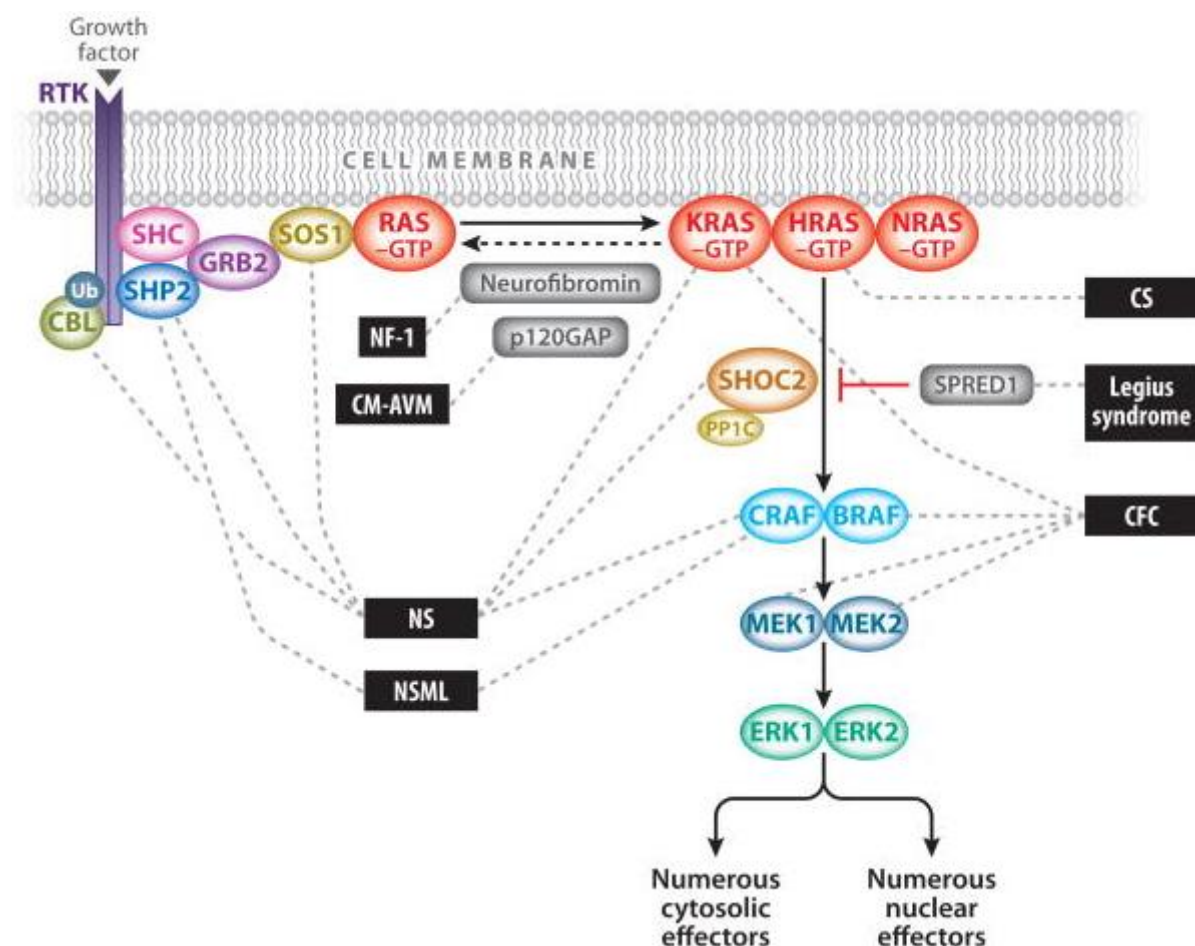 Growth
factor
RTK
CELL MEMBRANE
SHC
SHP2
GRB2
SOS1
RAS
–GTP
KRAS
–GTP
HRAS
–GTP
NRAS
–GTP
Ub
CBL
Neurofibromin
NF-1
p120GAP
CM-AVM
CS
SHOC2
PP1C
SPRED1
Legius
syndrome
CRAF
BRAF
CFC
NS
MEK1
MEK2
NSML
ERK1
ERK2
Numerous
cytosolic
effectors
Numerous
nuclear
effectors